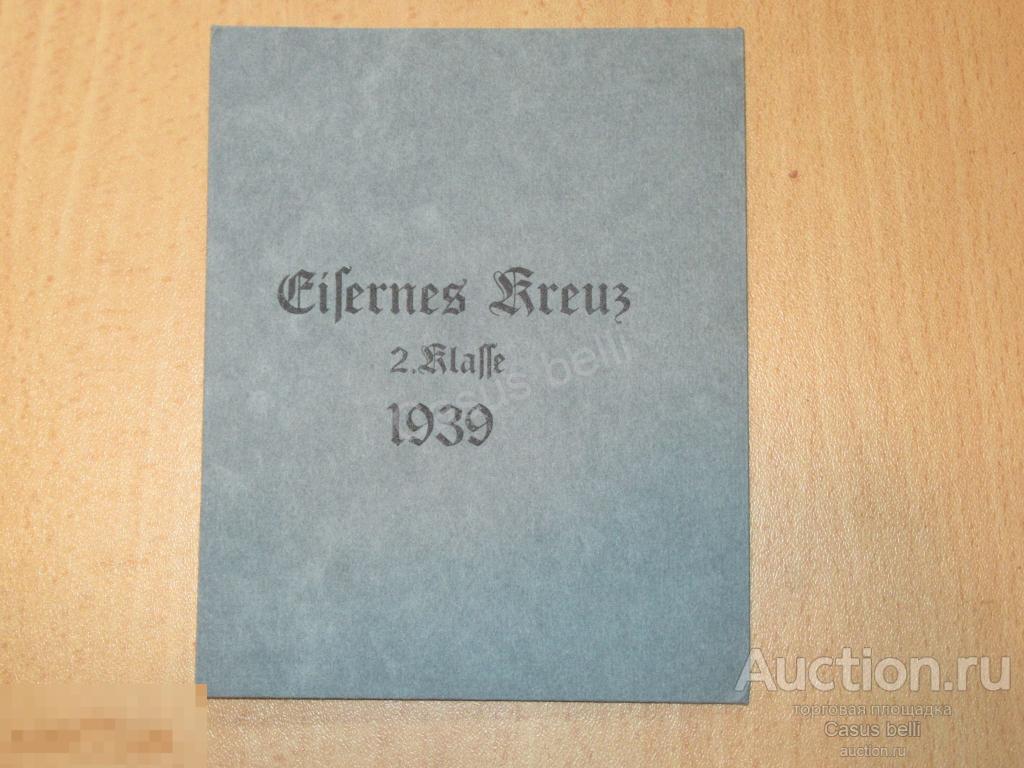 Eiſernes Kreuz
2. Klaſſe
1939
Casus belli
Auction.ru
торговая площадка
Casus belli
auction.ru